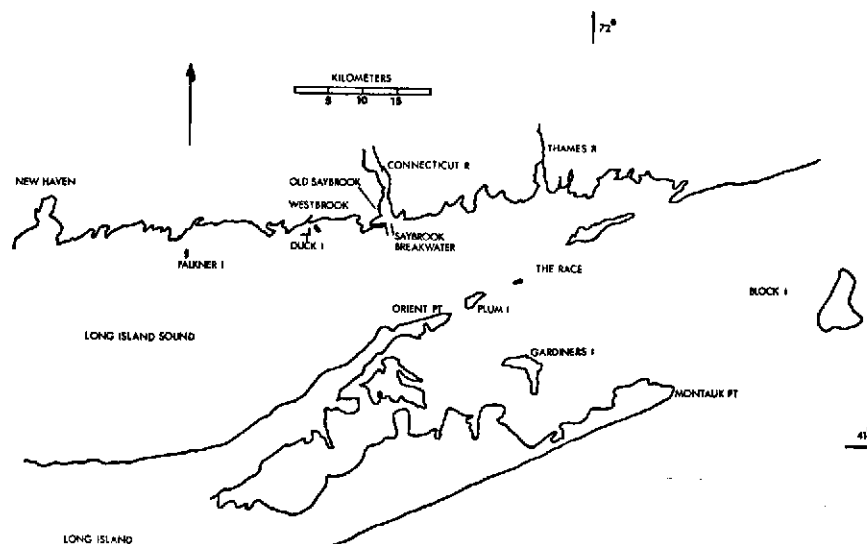 72°
KILOMETERS
5 10 15
THAMES R
CONNECTICUT R
NEW HAVEN
OLD SAYBROOK
WESTBROOK
DUCK I
SAYBROOK
BREAKWATER
FALKNER I
THE RACE
BLOCK I
ORIENT PT
PLUM I
LONG ISLAND SOUND
GARDINERS I
MONTAUK PT
41
LONG ISLAND